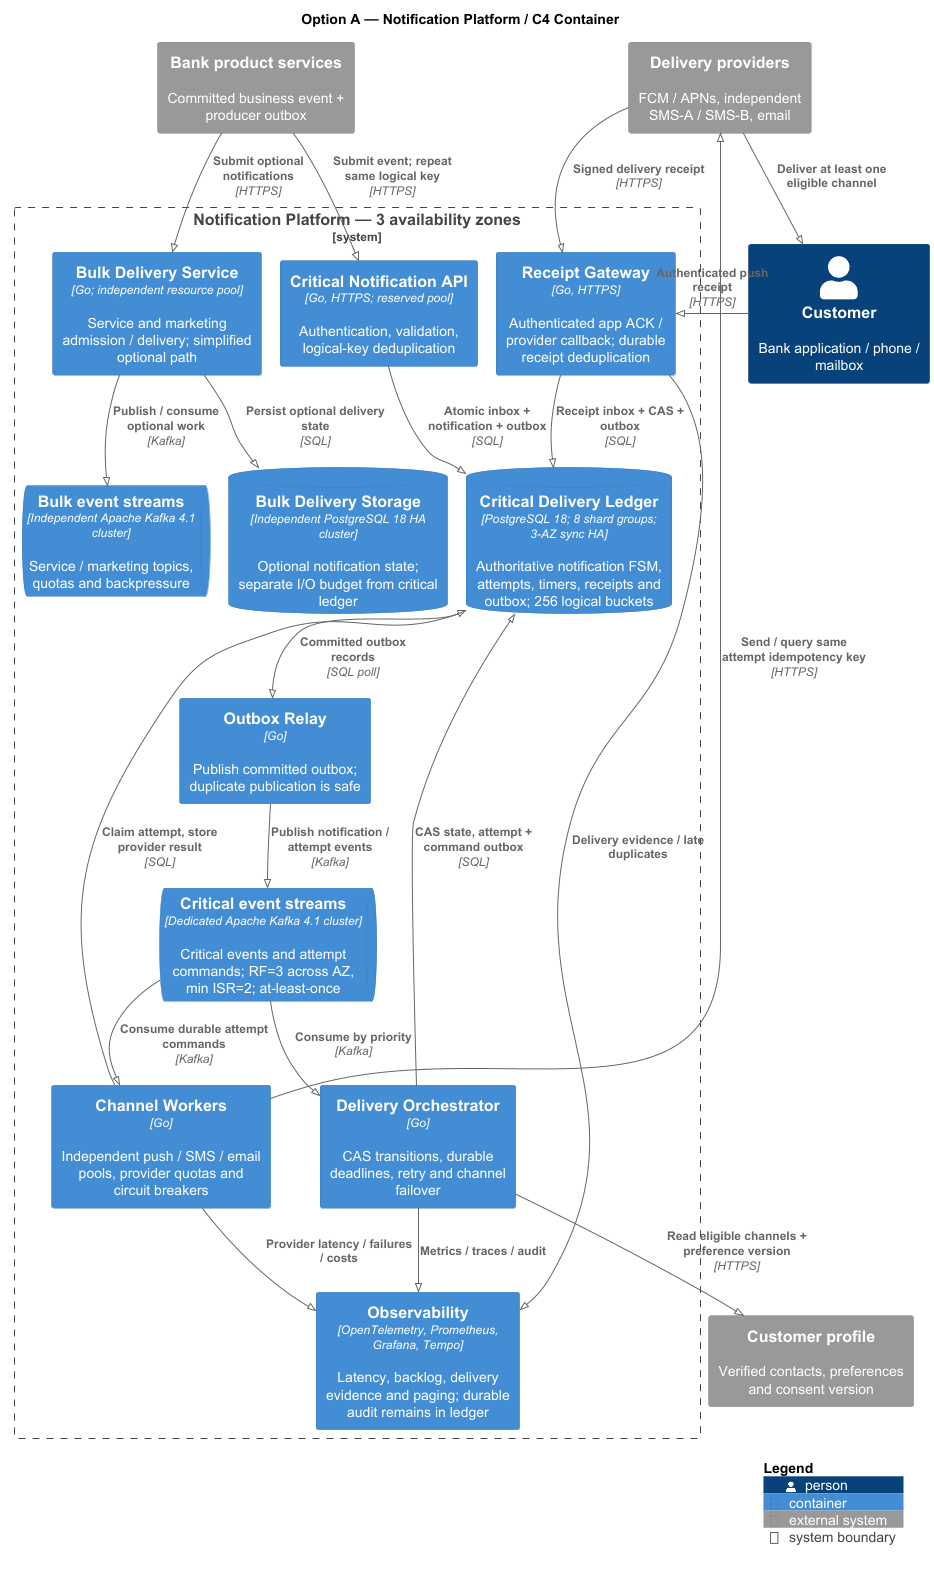 Option A — Notification Platform / C4 Container
Bank product services
Committed business event +
producer outbox
Delivery providers
FCM / APNs, independent
SMS-A / SMS-B, email
Submit optional
notifications
[HTTPS]
Submit event; repeat
same logical key
[HTTPS]
Signed delivery receipt
[HTTPS]
Deliver at least one
eligible channel
Notification Platform — 3 availability zones
[system]
Bulk Delivery Service
[Go; independent resource pool]
Service and marketing
admission / delivery; simplified
optional path
Critical Notification API
[Go, HTTPS; reserved pool]
Authentication, validation,
logical-key deduplication
Receipt Gateway
[Go, HTTPS]
Authenticated app ACK /
provider callback; durable
receipt deduplication
Authenticated push
receipt
[HTTPS]
Customer
Bank application / phone /
mailbox
Publish / consume
optional work
[Kafka]
Persist optional delivery
state
[SQL]
Atomic inbox +
notification + outbox
[SQL]
Receipt inbox + CAS +
outbox
[SQL]
Bulk event streams
[Independent Apache Kafka 4.1
cluster]
Service / marketing topics,
quotas and backpressure
Bulk Delivery Storage
[Independent PostgreSQL 18 HA
cluster]
Optional notification state;
separate I/O budget from critical
ledger
Critical Delivery Ledger
[PostgreSQL 18; 8 shard groups;
3-AZ sync HA]
Authoritative notification FSM,
attempts, timers, receipts and
outbox; 256 logical buckets
Committed outbox
records
[SQL poll]
Send / query same
attempt idempotency key
[HTTPS]
Outbox Relay
[Go]
Publish committed outbox;
duplicate publication is safe
Claim attempt, store
provider result
[SQL]
Publish notification /
attempt events
[Kafka]
CAS state, attempt +
command outbox
[SQL]
Delivery evidence / late
duplicates
Critical event streams
[Dedicated Apache Kafka 4.1 cluster]
Critical events and attempt
commands; RF=3 across AZ,
min ISR=2; at-least-once
Consume durable attempt
commands
[Kafka]
Consume by priority
[Kafka]
Channel Workers
[Go]
Independent push / SMS / email
pools, provider quotas and
circuit breakers
Delivery Orchestrator
[Go]
CAS transitions, durable
deadlines, retry and channel
failover
Provider latency / failures
/ costs
Metrics / traces / audit
Read eligible channels +
preference version
[HTTPS]
Observability
[OpenTelemetry, Prometheus,
Grafana, Tempo]
Latency, backlog, delivery
evidence and paging; durable
audit remains in ledger
Customer profile
Verified contacts, preferences
and consent version
Legend
person
container
external system
system boundary